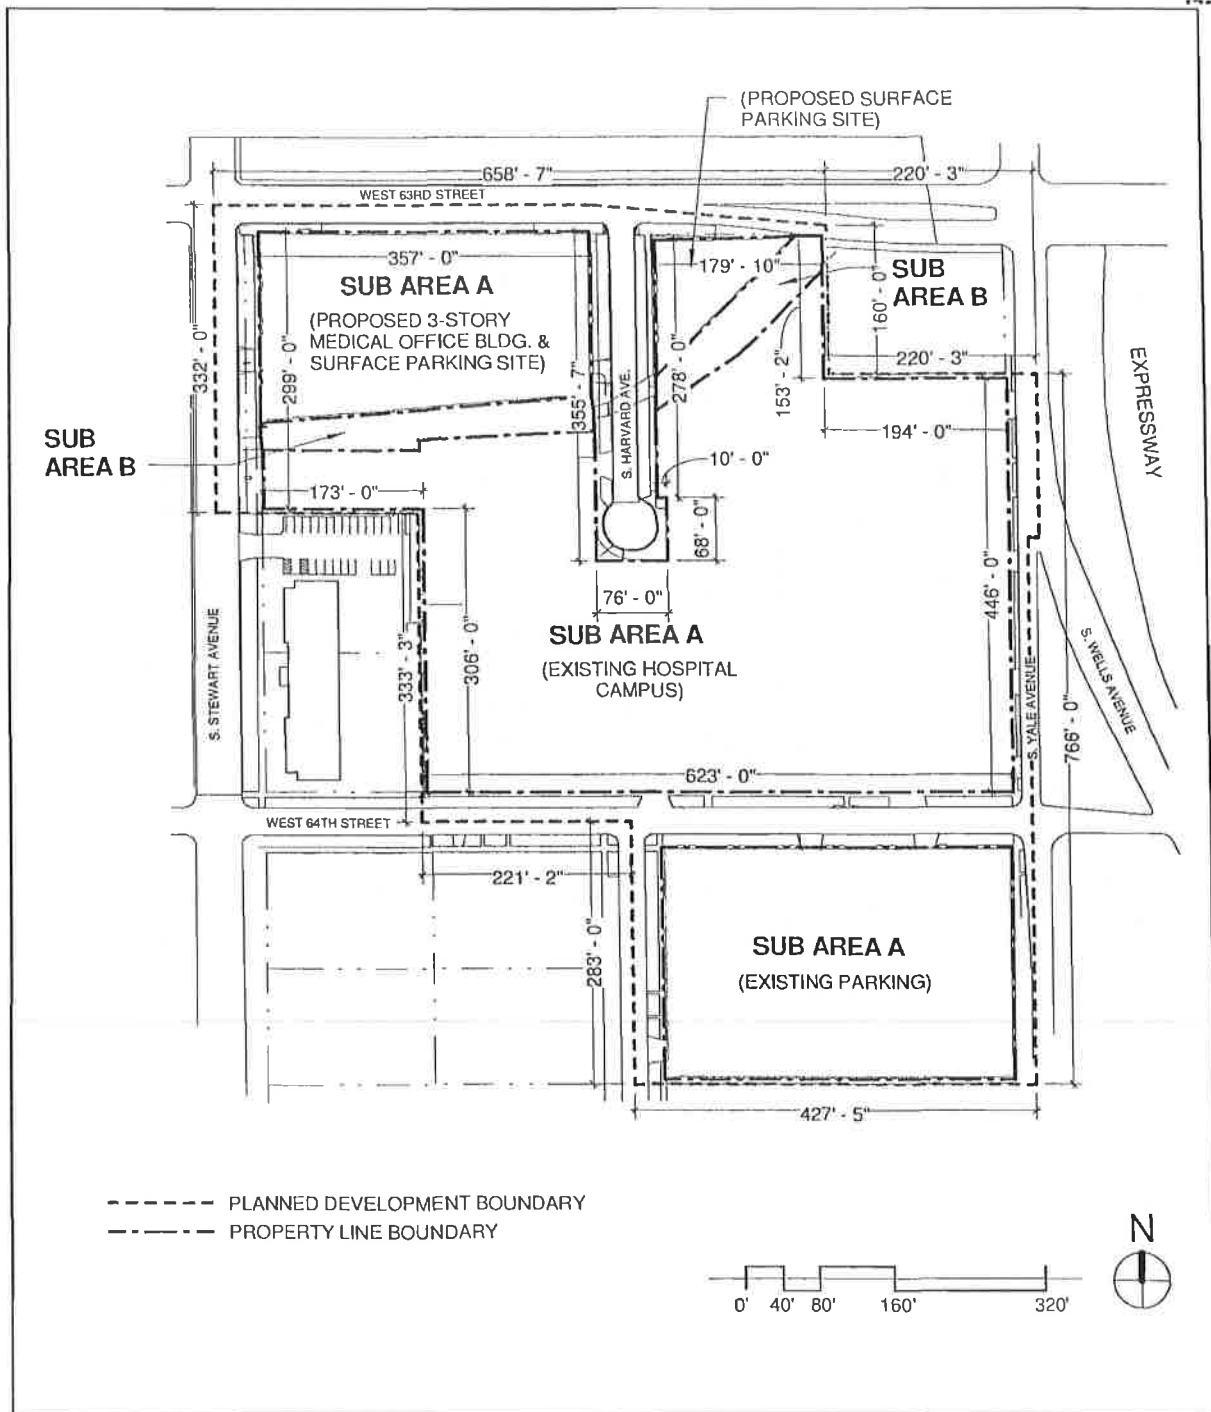 (PROPOSED SURFACE
PARKING SITE)
658' - 7"
220' - 3"
WEST 63RD STREET
357' - 0"
179' - 10"
SUB AREA A
(PROPOSED 3-STORY
MEDICAL OFFICE BLDG. &
SURFACE PARKING SITE)
SUB
AREA B
332' - 0"
299' - 0"
355' - 7"
278' - 0"
153' - 2"
160' - 0"
220' - 3"
EXPRESSWAY
S. HARVARD AVE.
194' - 0"
SUB
AREA B
10' - 0"
173' - 0"
68' - 0"
76' - 0"
446' - 0"
SUB AREA A
(EXISTING HOSPITAL
CAMPUS)
S. STEWART AVENUE
333' - 3"
306' - 0"
S. YALE AVENUE
766' - 0"
S. WELLS AVENUE
623' - 0"
WEST 64TH STREET
221' - 2"
283' - 0"
SUB AREA A
(EXISTING PARKING)
427' - 5"
PLANNED DEVELOPMENT BOUNDARY
PROPERTY LINE BOUNDARY
N
0' 40' 80' 160' 320'